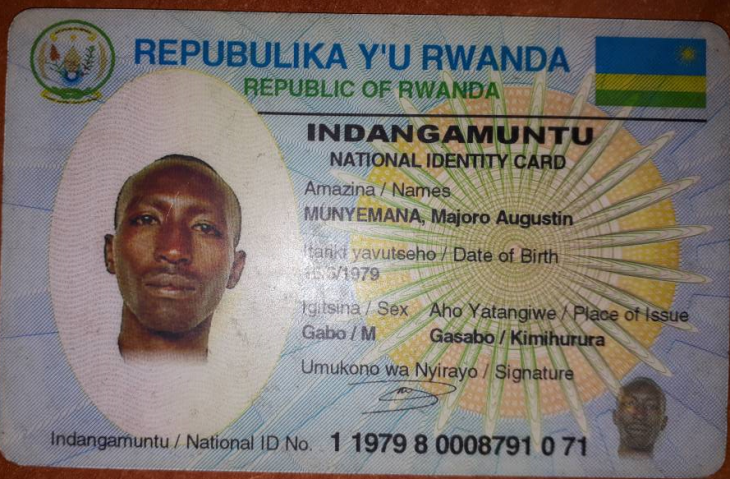 REPUBULIKA Y'U RWANDA
REPUBLIC OF RWANDA
INDANGAMUNTU
NATIONAL IDENTITY CARD
Amazina / Names
MUNYEMANA, Majoro Augustin
Itariki yavutseho / Date of Birth
/1979
Igitsina / Sex Aho Yatangiwe / Place of Issue
Gabo / M Gasabo / Kimihurura
Umukono wa Nyirayo / Signature
Indangamuntu / National ID No. 1 1979 8 0008791 0 71